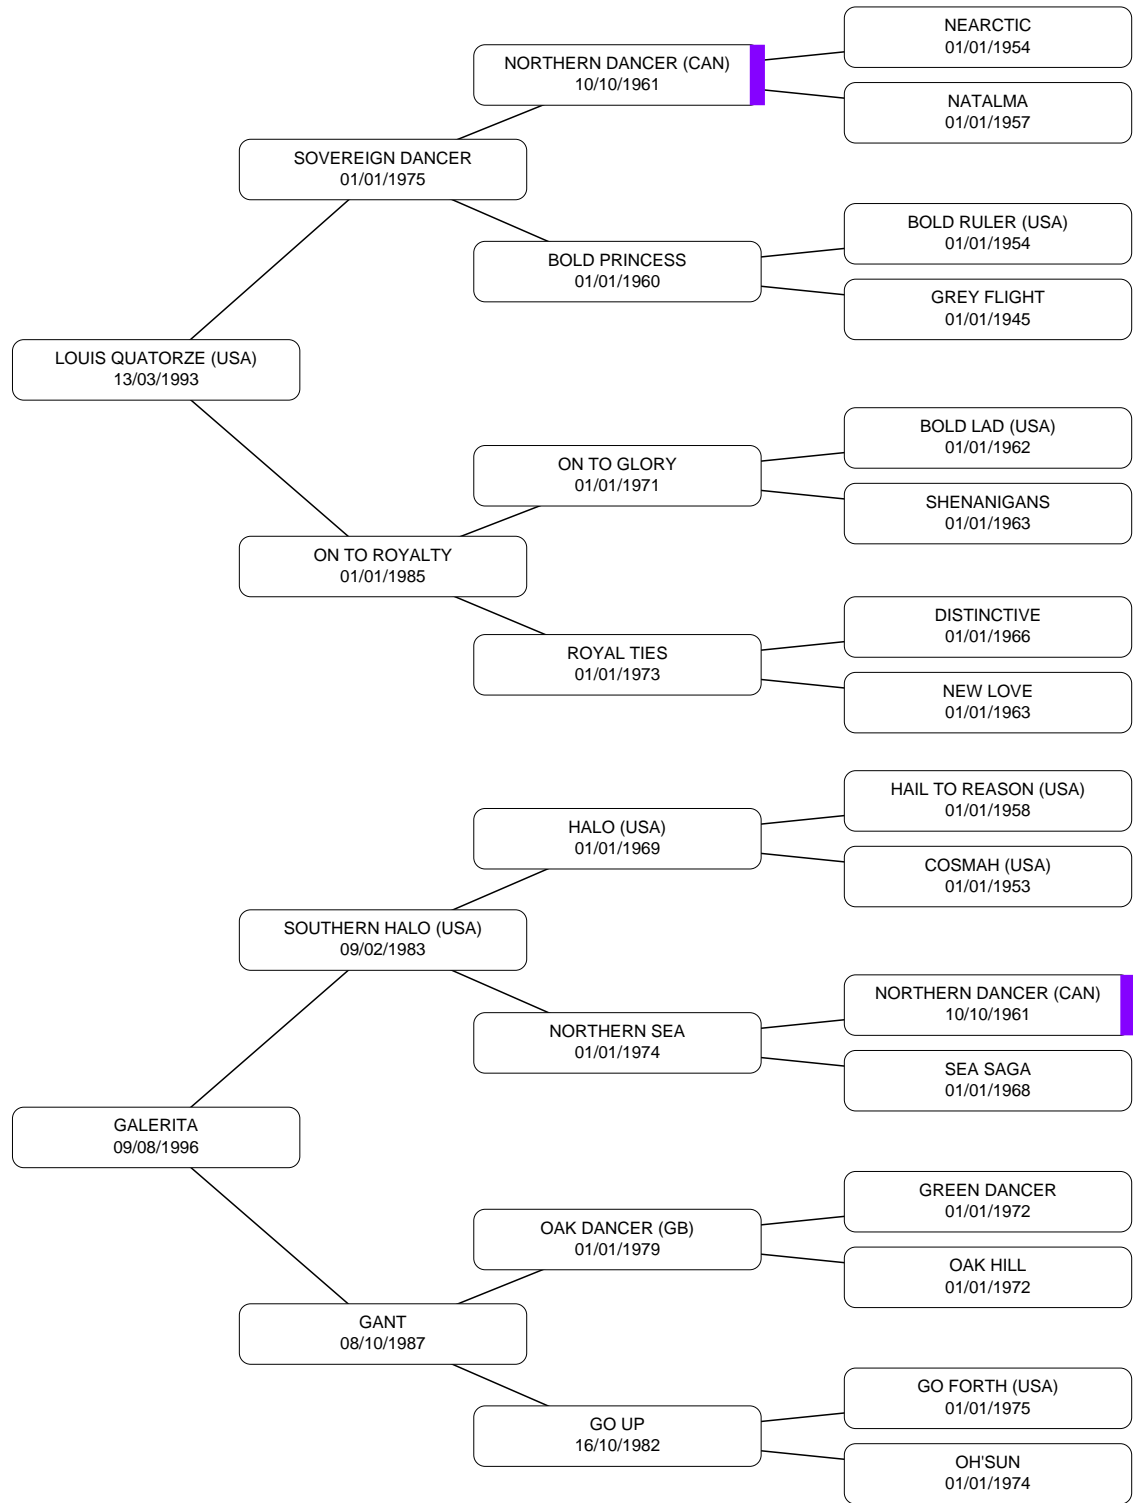 NEARCTIC
01/01/1954
NORTHERN DANCER (CAN)
10/10/1961
NATALMA
01/01/1957
SOVEREIGN DANCER
01/01/1975
BOLD RULER (USA)
01/01/1954
BOLD PRINCESS
01/01/1960
GREY FLIGHT
01/01/1945
LOUIS QUATORZE (USA)
13/03/1993
BOLD LAD (USA)
01/01/1962
ON TO GLORY
01/01/1971
SHENANIGANS
01/01/1963
ON TO ROYALTY
01/01/1985
DISTINCTIVE
01/01/1966
ROYAL TIES
01/01/1973
NEW LOVE
01/01/1963
HAIL TO REASON (USA)
01/01/1958
HALO (USA)
01/01/1969
COSMAH (USA)
01/01/1953
SOUTHERN HALO (USA)
09/02/1983
NORTHERN DANCER (CAN)
10/10/1961
NORTHERN SEA
01/01/1974
SEA SAGA
01/01/1968
GALERITA
09/08/1996
GREEN DANCER
01/01/1972
OAK DANCER (GB)
01/01/1979
OAK HILL
01/01/1972
GANT
08/10/1987
GO FORTH (USA)
01/01/1975
GO UP
16/10/1982
OH'SUN
01/01/1974